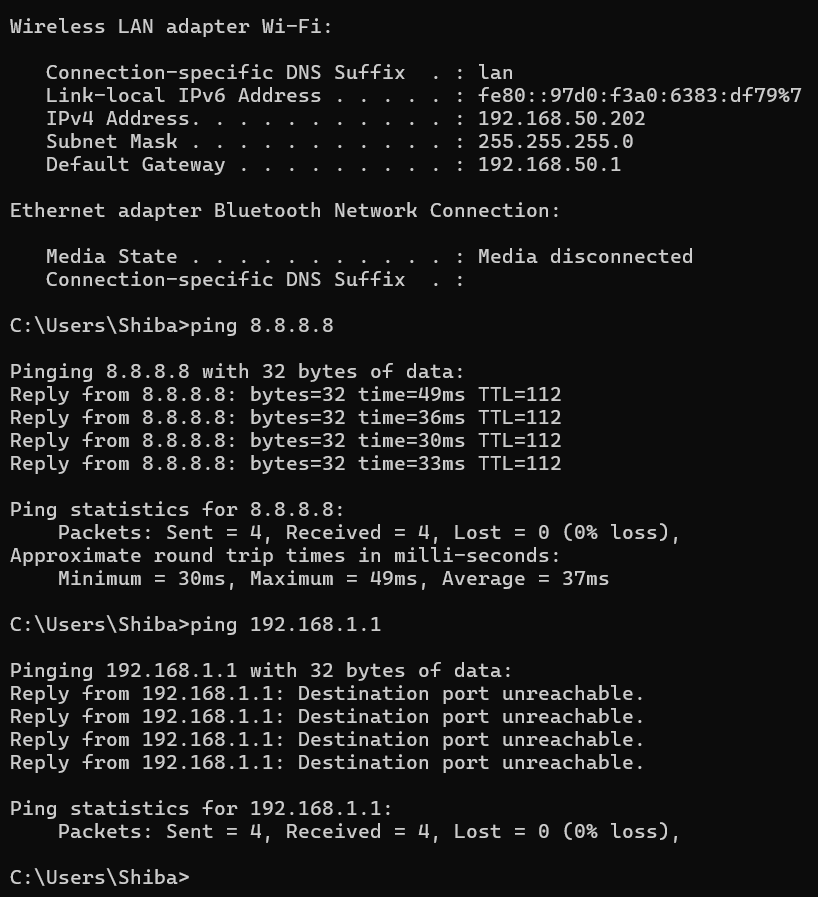 Wireless LAN adapter Wi-Fi:
Connection-specific DNS Suffix  . : lan
Link-local IPv6 Address . . . . . : fe80::97d0:f3a0:6383:df79%7
IPv4 Address. . . . . . . . . . . : 192.168.50.202
Subnet Mask . . . . . . . . . . . : 255.255.255.0
Default Gateway . . . . . . . . . : 192.168.50.1
Ethernet adapter Bluetooth Network Connection:
Media State . . . . . . . . . . . : Media disconnected
Connection-specific DNS Suffix  . :
C:\Users\Shiba>ping 8.8.8.8
Pinging 8.8.8.8 with 32 bytes of data:
Reply from 8.8.8.8: bytes=32 time=49ms TTL=112
Reply from 8.8.8.8: bytes=32 time=36ms TTL=112
Reply from 8.8.8.8: bytes=32 time=30ms TTL=112
Reply from 8.8.8.8: bytes=32 time=33ms TTL=112
Ping statistics for 8.8.8.8:
Packets: Sent = 4, Received = 4, Lost = 0 (0% loss),
Approximate round trip times in milli-seconds:
Minimum = 30ms, Maximum = 49ms, Average = 37ms
C:\Users\Shiba>ping 192.168.1.1
Pinging 192.168.1.1 with 32 bytes of data:
Reply from 192.168.1.1: Destination port unreachable.
Reply from 192.168.1.1: Destination port unreachable.
Reply from 192.168.1.1: Destination port unreachable.
Reply from 192.168.1.1: Destination port unreachable.
Ping statistics for 192.168.1.1:
Packets: Sent = 4, Received = 4, Lost = 0 (0% loss),
C:\Users\Shiba>